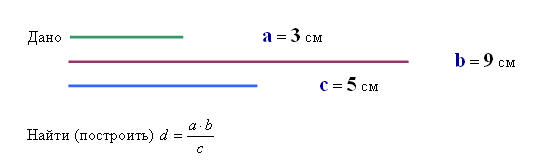 Дано a = 3 см
b = 9 см
c = 5 см
Найти (построить) d = a · b / c